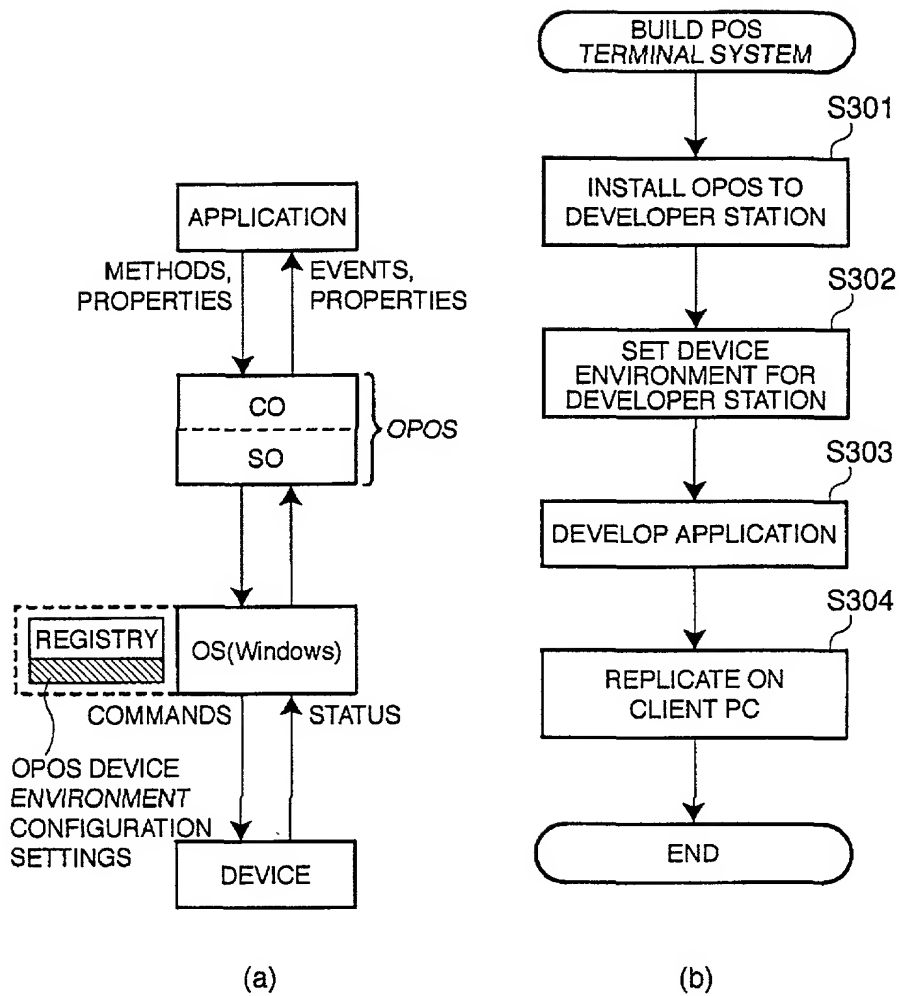 APPLICATION
METHODS,
PROPERTIES
EVENTS,
PROPERTIES
CO
SO
OPOS
REGISTRY
OS(Windows)
COMMANDS
STATUS
OPOS DEVICE
ENVIRONMENT
CONFIGURATION
SETTINGS
DEVICE
(a)
BUILD POS
TERMINAL SYSTEM
S301
INSTALL OPOS TO
DEVELOPER STATION
S302
SET DEVICE
ENVIRONMENT FOR
DEVELOPER STATION
S303
DEVELOP APPLICATION
S304
REPLICATE ON
CLIENT PC
END
(b)